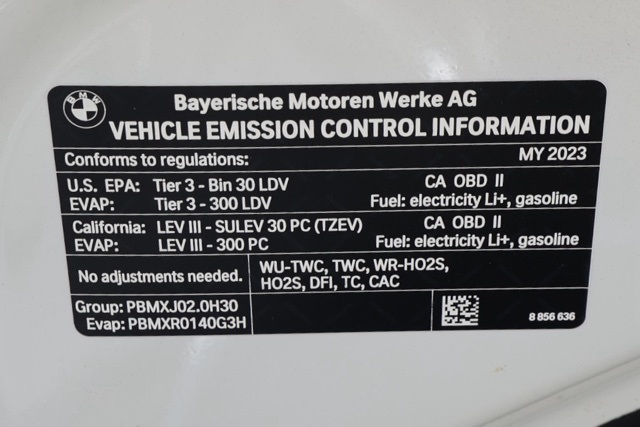 BMW
Bayerische Motoren Werke AG
VEHICLE EMISSION CONTROL INFORMATION
Conforms to regulations: MY 2023
U.S. EPA: Tier 3 - Bin 30 LDV CA OBD II
EVAP: Tier 3 - 300 LDV Fuel: electricity Li+, gasoline
California: LEV III - SULEV 30 PC (TZEV) CA OBD II
EVAP: LEV III - 300 PC Fuel: electricity Li+, gasoline
No adjustments needed.
WU-TWC, TWC, WR-HO2S,
HO2S, DFI, TC, CAC
Group: PBMXJ02.0H30
Evap: PBMXR0140G3H
8 856 636